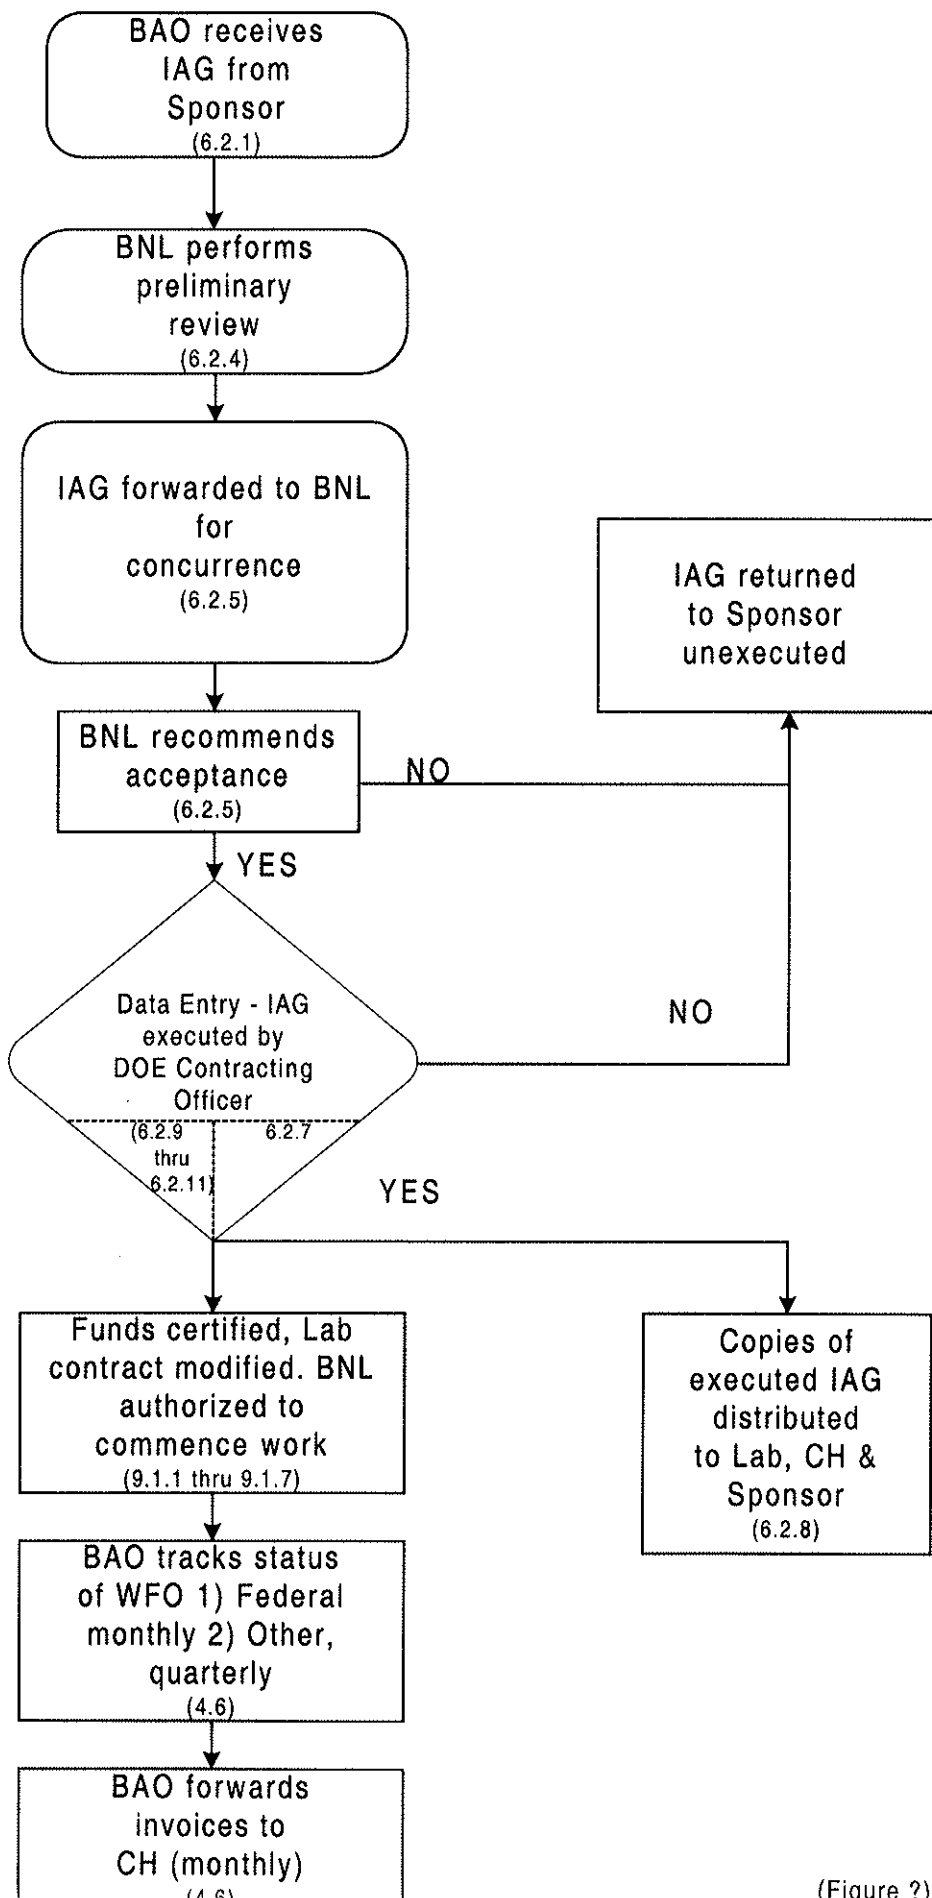 BAO receives
IAG from
Sponsor
(6.2.1)
BNL performs
preliminary
review
(6.2.4)
IAG forwarded to BNL
for
concurrence
(6.2.5)
IAG returned
to Sponsor
unexecuted
BNL recommends
acceptance
(6.2.5)
NO
YES
Data Entry - IAG
executed by
DOE Contracting
Officer
(6.2.9
thru
6.2.11)
6.2.7
NO
YES
Funds certified, Lab
contract modified. BNL
authorized to
commence work
(9.1.1 thru 9.1.7)
Copies of
executed IAG
distributed
to Lab, CH &
Sponsor
(6.2.8)
BAO tracks status
of WFO 1) Federal
monthly 2) Other,
quarterly
(4.6)
BAO forwards
invoices to
CH (monthly)
(4.6)
(Figure 2)